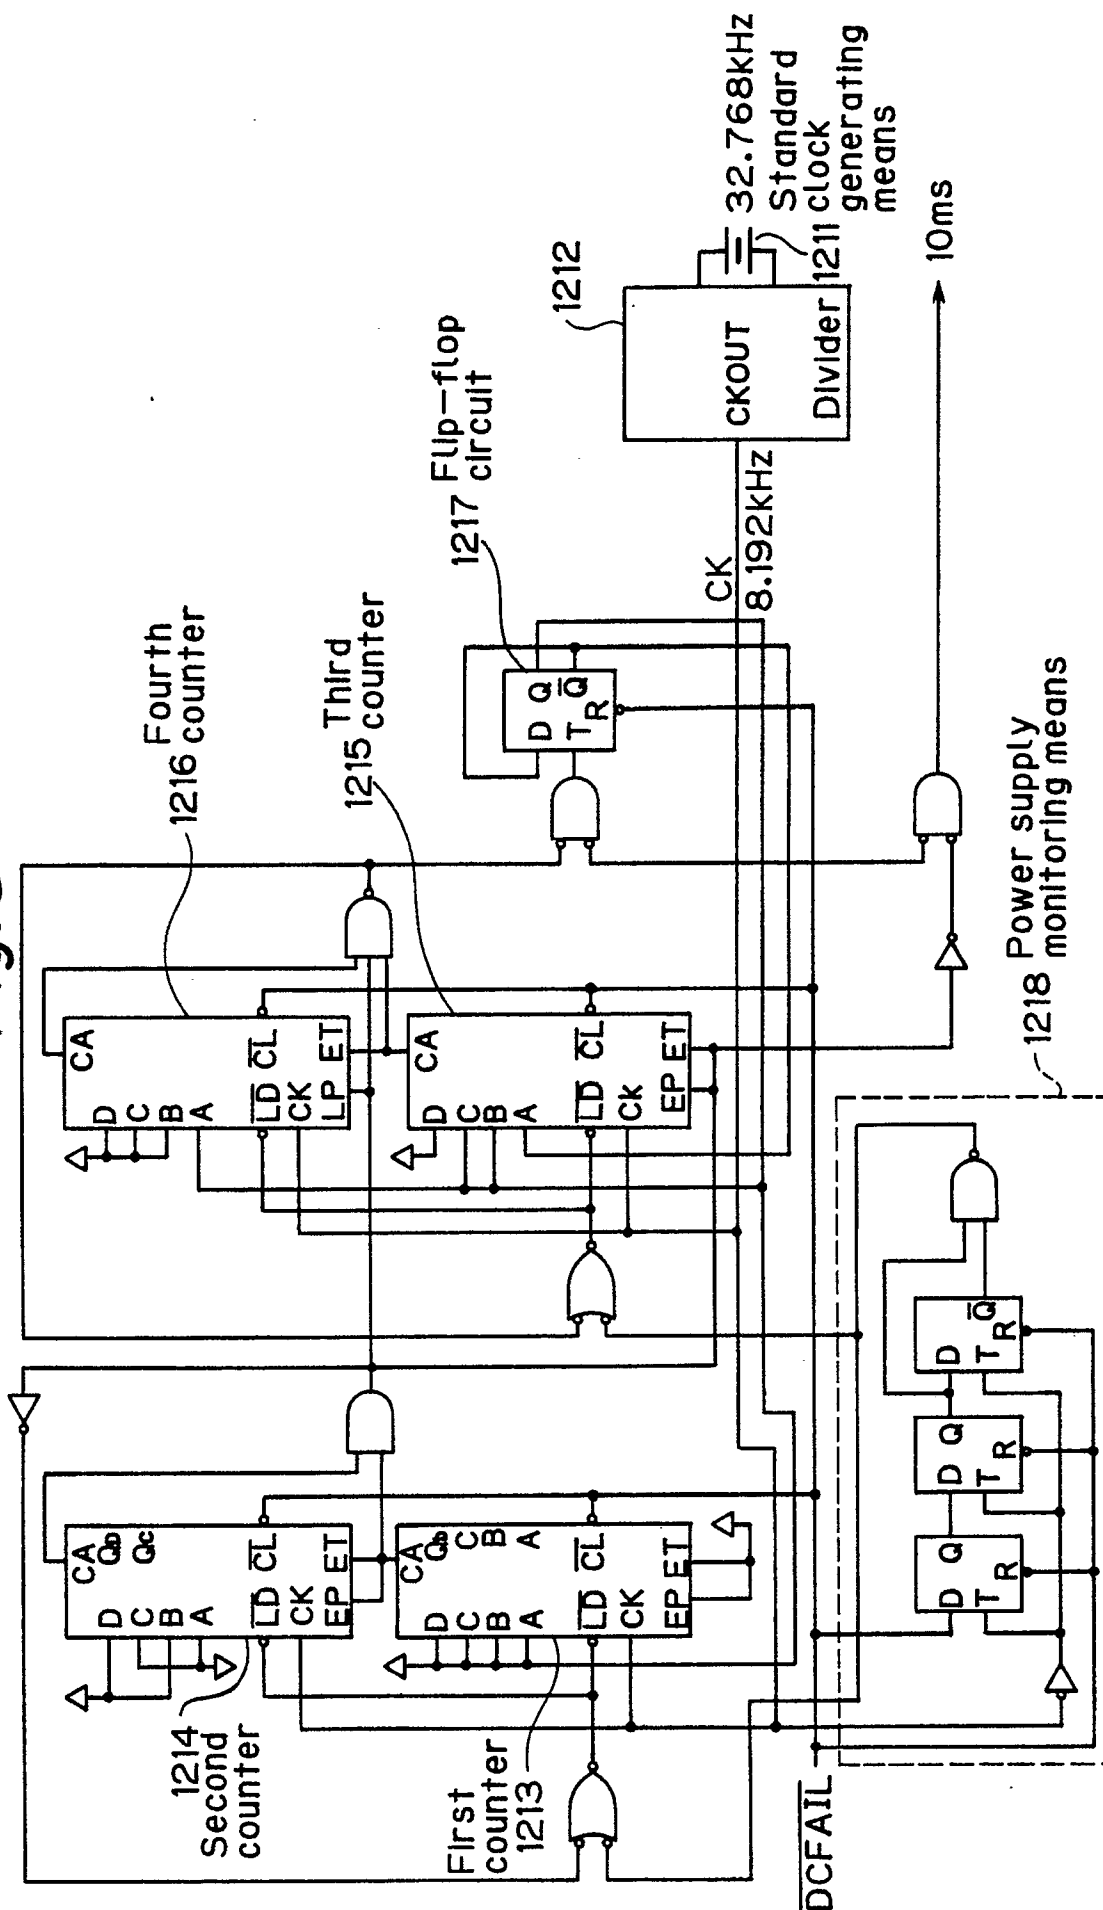 1216 Fourth
counter
1215 Third
counter
1217 Flip-flop
circuit
1212
32.768kHz
Standard
clock
generating
means
1211
CKOUT
Divider
CK
8.192kHz
10ms
D Q
T Q
R
CA
D
C
B
A
LD CL
CK
LP ET
CA
D
C
B
A
LD CL
CK
EP ET
1214
Second
counter
CA
QD
QC
D
C
B
A
LD CL
CK
EP ET
First
counter
1213
CA
Qb
D
C C
B B
A A
LD CL
CK
EP ET
DCFAIL
1218 Power supply
monitoring means
D Q
T
R
D Q
T
R
D
T Q
R